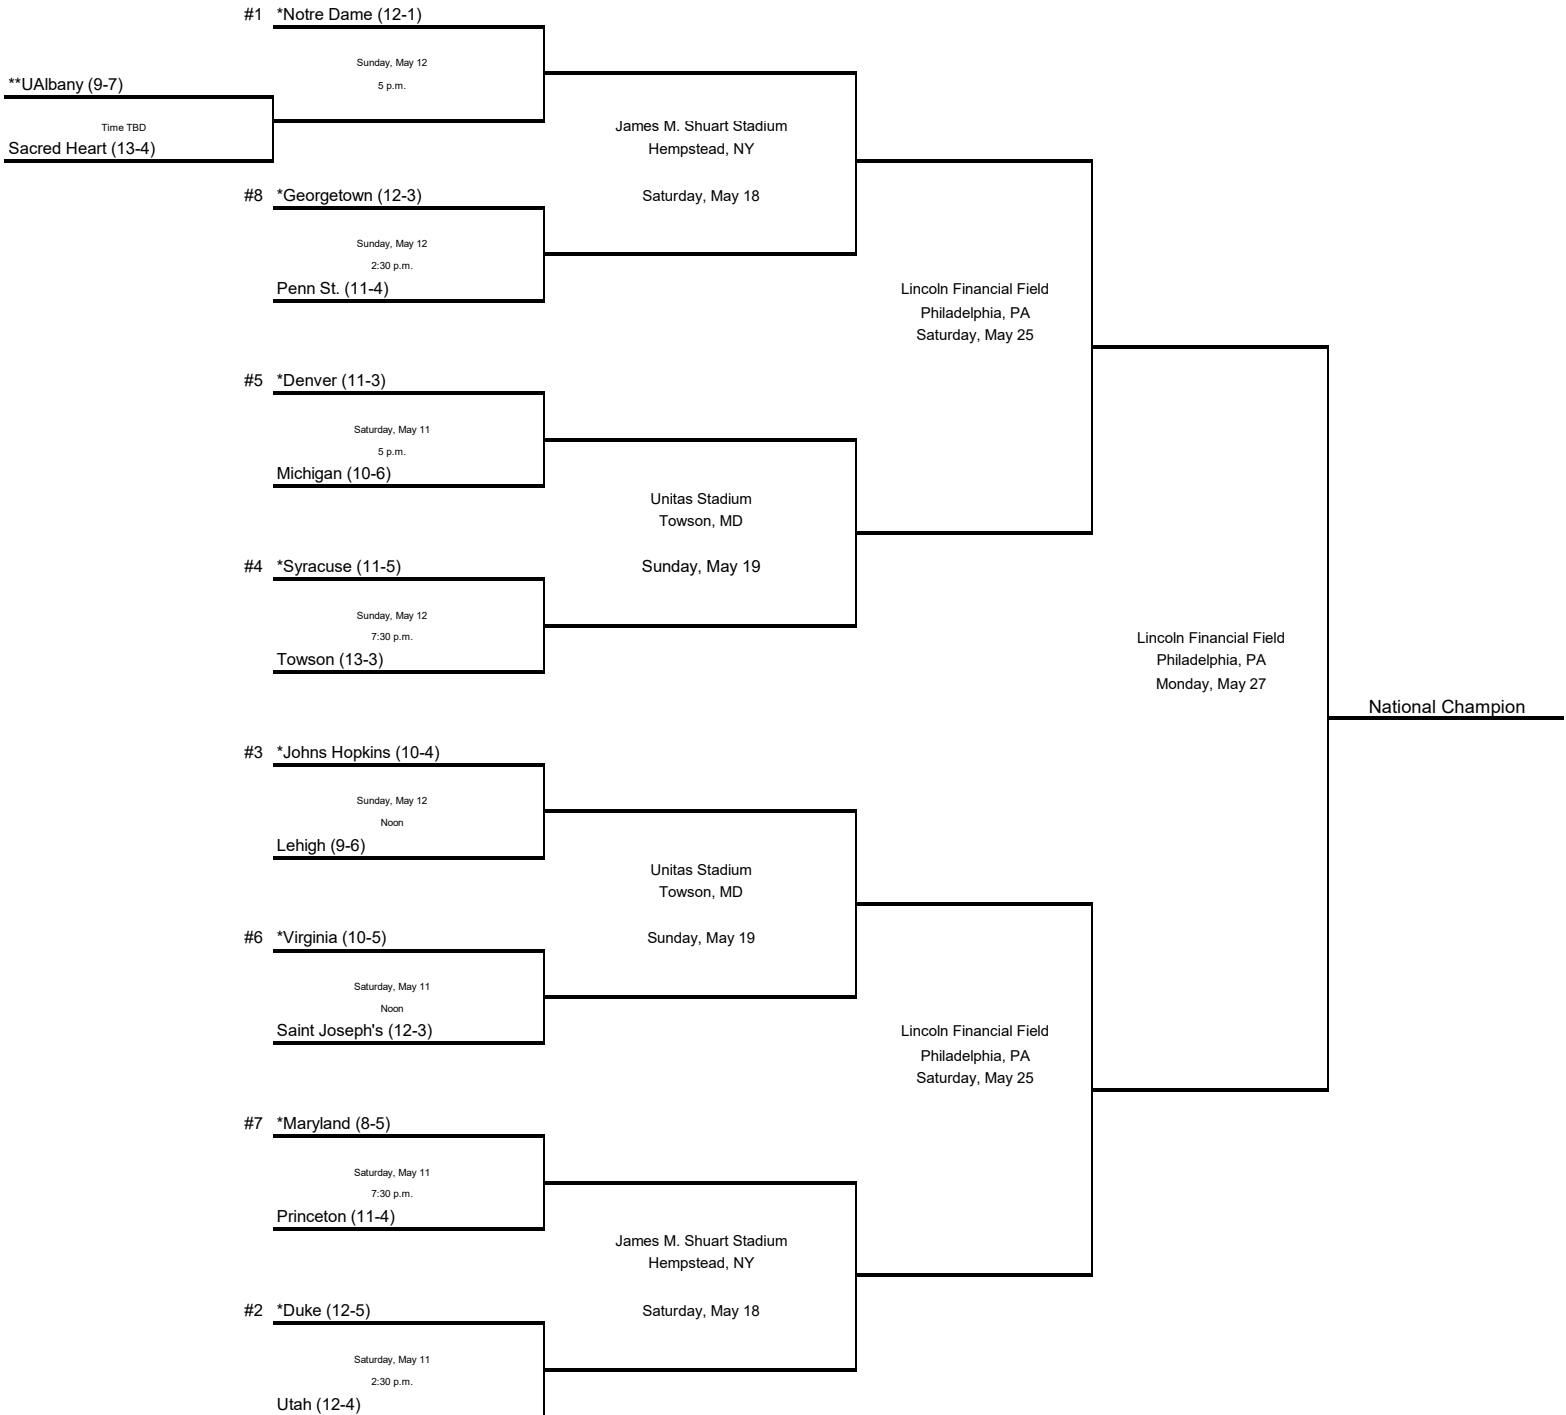 #1 *Notre Dame (12-1)
Sunday, May 12
5 p.m.
**UAlbany (9-7)
Time TBD
Sacred Heart (13-4)
James M. Shuart Stadium
Hempstead, NY
Saturday, May 18
#8 *Georgetown (12-3)
Sunday, May 12
2:30 p.m.
Penn St. (11-4)
Lincoln Financial Field
Philadelphia, PA
Saturday, May 25
#5 *Denver (11-3)
Saturday, May 11
5 p.m.
Michigan (10-6)
Unitas Stadium
Towson, MD
Sunday, May 19
#4 *Syracuse (11-5)
Sunday, May 12
7:30 p.m.
Towson (13-3)
Lincoln Financial Field
Philadelphia, PA
Monday, May 27
National Champion
#3 *Johns Hopkins (10-4)
Sunday, May 12
Noon
Lehigh (9-6)
Unitas Stadium
Towson, MD
Sunday, May 19
#6 *Virginia (10-5)
Saturday, May 11
Noon
Saint Joseph's (12-3)
Lincoln Financial Field
Philadelphia, PA
Saturday, May 25
#7 *Maryland (8-5)
Saturday, May 11
7:30 p.m.
Princeton (11-4)
James M. Shuart Stadium
Hempstead, NY
Saturday, May 18
#2 *Duke (12-5)
Saturday, May 11
2:30 p.m.
Utah (12-4)